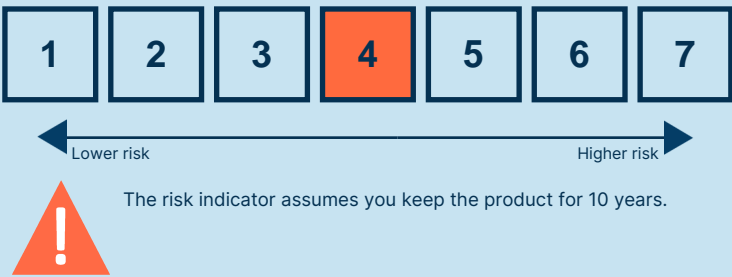 1 2 3 4 5 6 7
Lower risk Higher risk
! The risk indicator assumes you keep the product for 10 years.